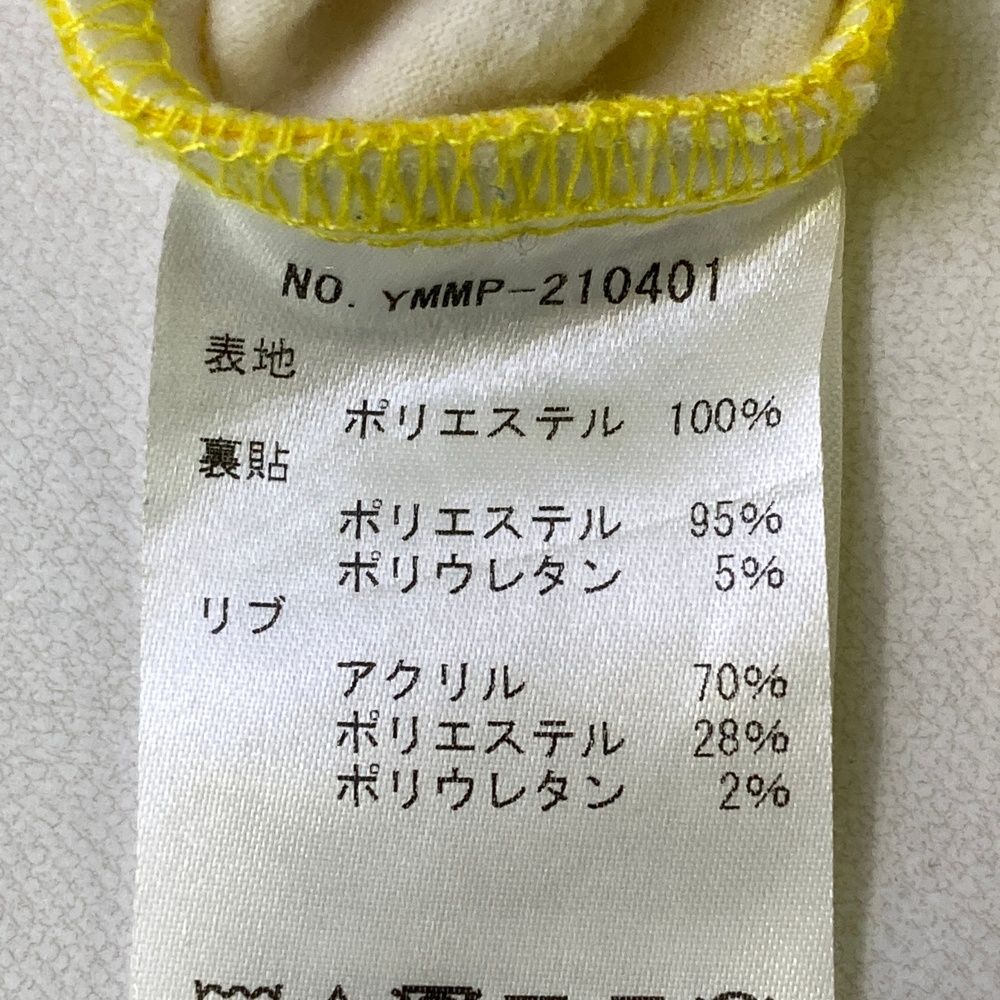 NO. YMMP-210401
表地
ポリエステル 100%
裏貼
ポリエステル 95%
ポリウレタン 5%
リブ
アクリル 70%
ポリエステル 28%
ポリウレタン 2%